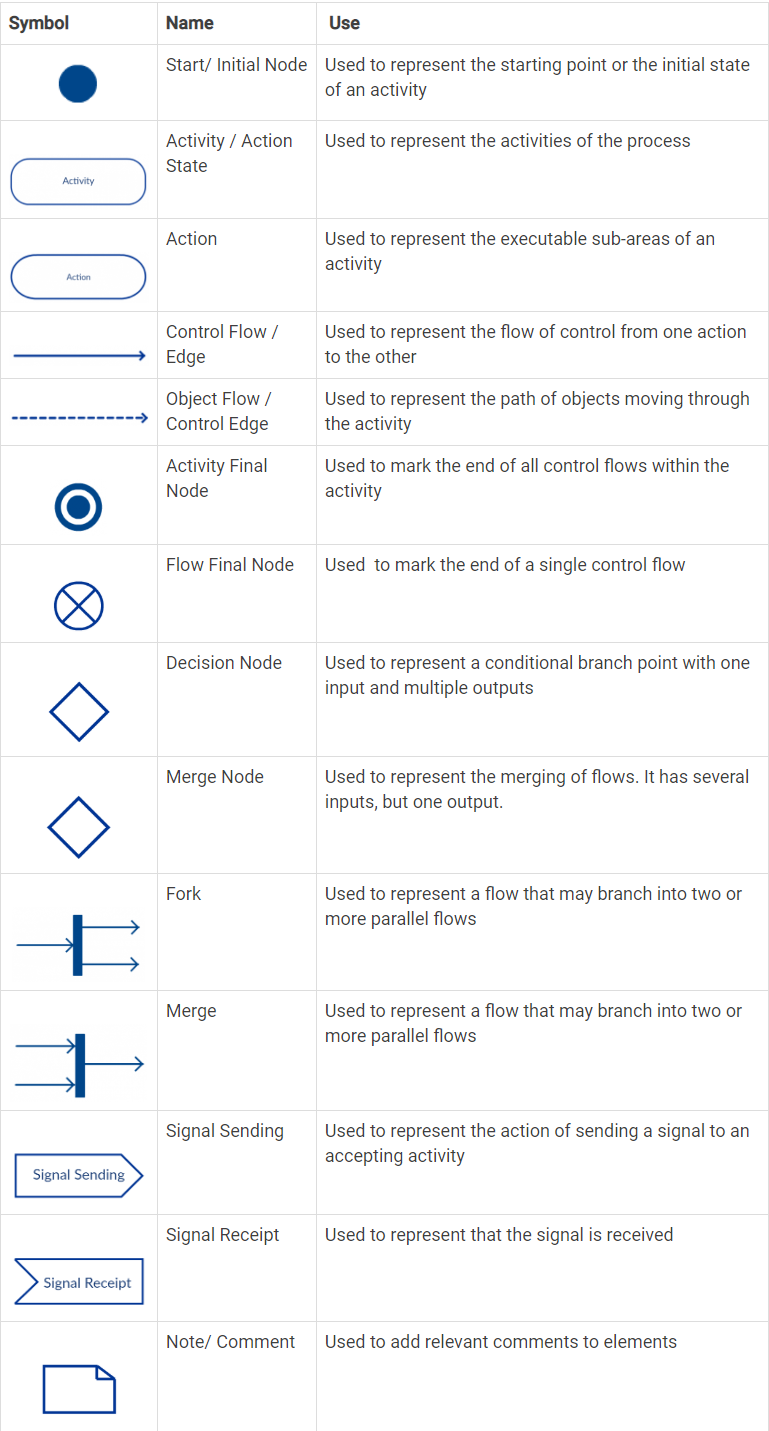 Symbol Name Use
Start/ Initial Node Used to represent the starting point or the initial state
of an activity
Activity / Action Used to represent the activities of the process
State
Activity
Action Used to represent the executable sub-areas of an
activity
Action
Control Flow / Used to represent the flow of control from one action
Edge to the other
Object Flow / Used to represent the path of objects moving through
Control Edge the activity
Activity Final Used to mark the end of all control flows within the
Node activity
Flow Final Node Used  to mark the end of a single control flow
Decision Node Used to represent a conditional branch point with one
input and multiple outputs
Merge Node Used to represent the merging of flows. It has several
inputs, but one output.
Fork Used to represent a flow that may branch into two or
more parallel flows
Merge Used to represent a flow that may branch into two or
more parallel flows
Signal Sending Used to represent the action of sending a signal to an
accepting activity
Signal Sending
Signal Receipt Used to represent that the signal is received
Signal Receipt
Note/ Comment Used to add relevant comments to elements